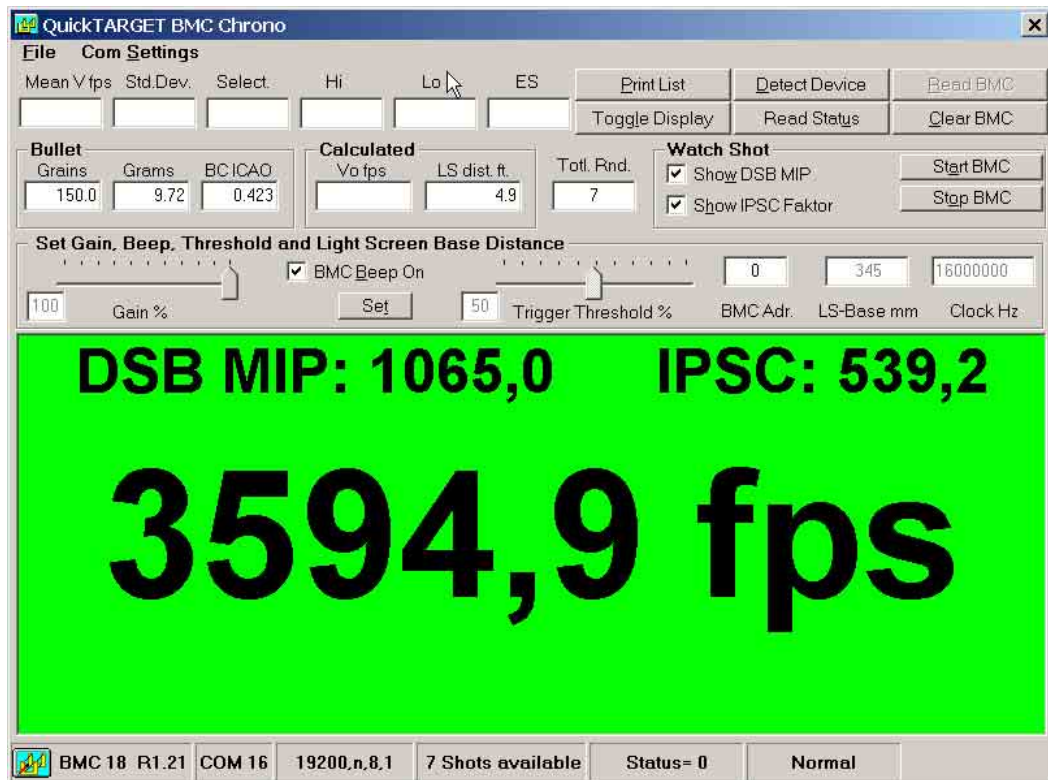 QuickTARGET BMC Chrono
File Com Settings
Mean V fps Std.Dev. Select. Hi Lo ES Print List Detect Device Read BMC
Toggle Display Read Status Clear BMC
Bullet Calculated Watch Shot
Grains Grams BC ICAO Vo fps LS dist. ft. Totl. Rnd. Show DSB MIP Start BMC
150.0 9.72 0.423 4.9 7 Show IPSC Faktor Stop BMC
Set Gain, Beep, Threshold and Light Screen Base Distance
BMC Beep On 0 345 16000000
100 Gain % Set 50 Trigger Threshold % BMC Adr. LS-Base mm Clock Hz
DSB MIP: 1065,0 IPSC: 539,2
3594,9 fps
BMC 18 R1.21 COM 16 19200,n,8,1 7 Shots available Status= 0 Normal